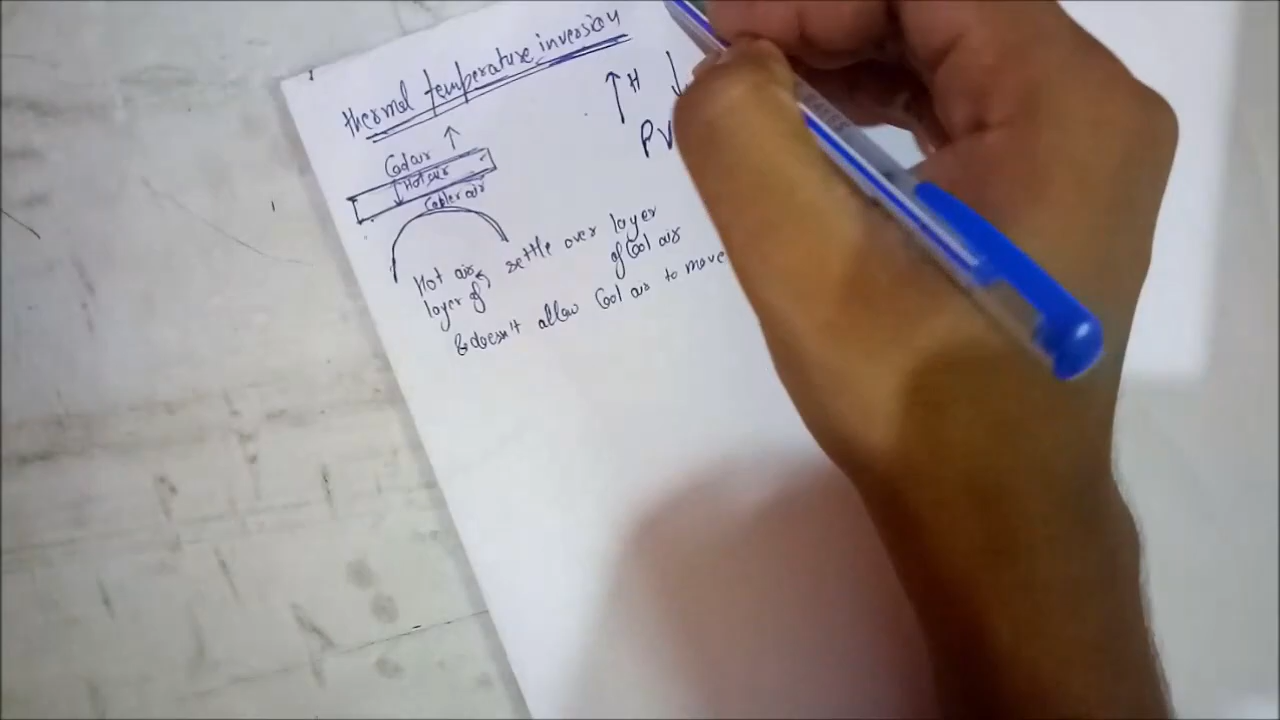 thermal temperature inversion
H
Cool air
Hot air
Cooler air
PV
Hot air settle over layer
layer of of Cool air
& doesn't allow Cool air to move